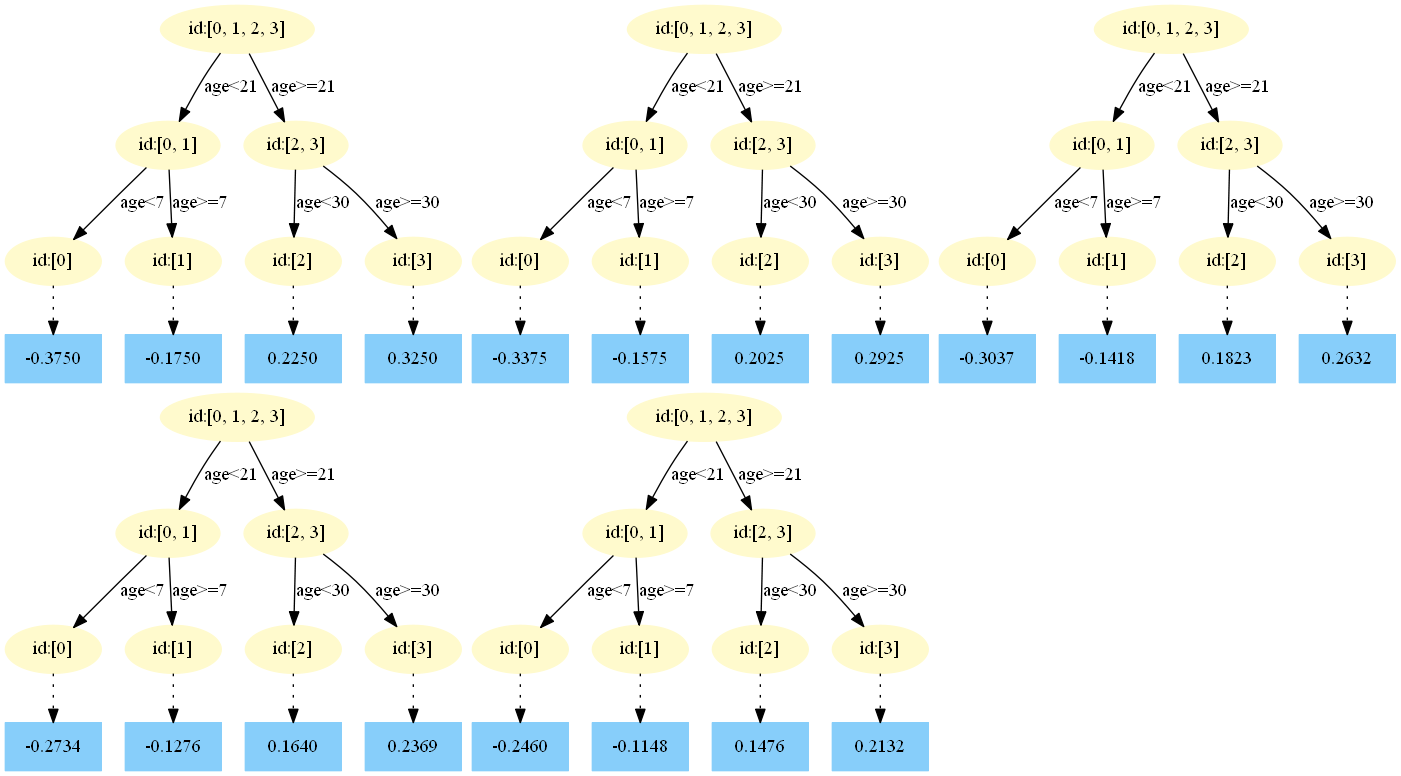 id:[0, 1, 2, 3]
age<21
age>=21
id:[0, 1]
id:[2, 3]
age<7
age>=7
age<30
age>=30
id:[0]
id:[1]
id:[2]
id:[3]
-0.3750
-0.1750
0.2250
0.3250
id:[0, 1, 2, 3]
age<21
age>=21
id:[0, 1]
id:[2, 3]
age<7
age>=7
age<30
age>=30
id:[0]
id:[1]
id:[2]
id:[3]
-0.3375
-0.1575
0.2025
0.2925
id:[0, 1, 2, 3]
age<21
age>=21
id:[0, 1]
id:[2, 3]
age<7
age>=7
age<30
age>=30
id:[0]
id:[1]
id:[2]
id:[3]
-0.3037
-0.1418
0.1823
0.2632
id:[0, 1, 2, 3]
age<21
age>=21
id:[0, 1]
id:[2, 3]
age<7
age>=7
age<30
age>=30
id:[0]
id:[1]
id:[2]
id:[3]
-0.2734
-0.1276
0.1640
0.2369
id:[0, 1, 2, 3]
age<21
age>=21
id:[0, 1]
id:[2, 3]
age<7
age>=7
age<30
age>=30
id:[0]
id:[1]
id:[2]
id:[3]
-0.2460
-0.1148
0.1476
0.2132